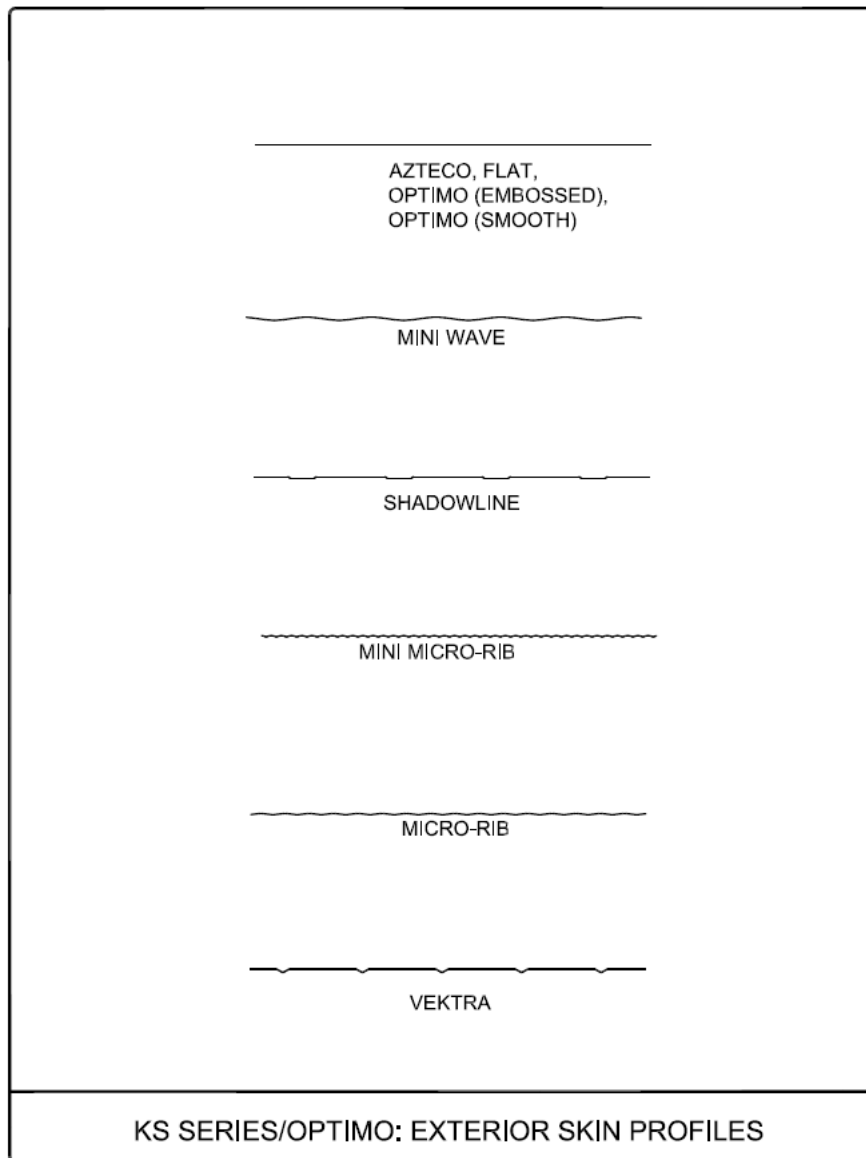 AZTECO, FLAT,
OPTIMO (EMBOSSED),
OPTIMO (SMOOTH)
MINI WAVE
SHADOWLINE
MINI MICRO-RIB
MICRO-RIB
VEKTRA
KS SERIES/OPTIMO: EXTERIOR SKIN PROFILES